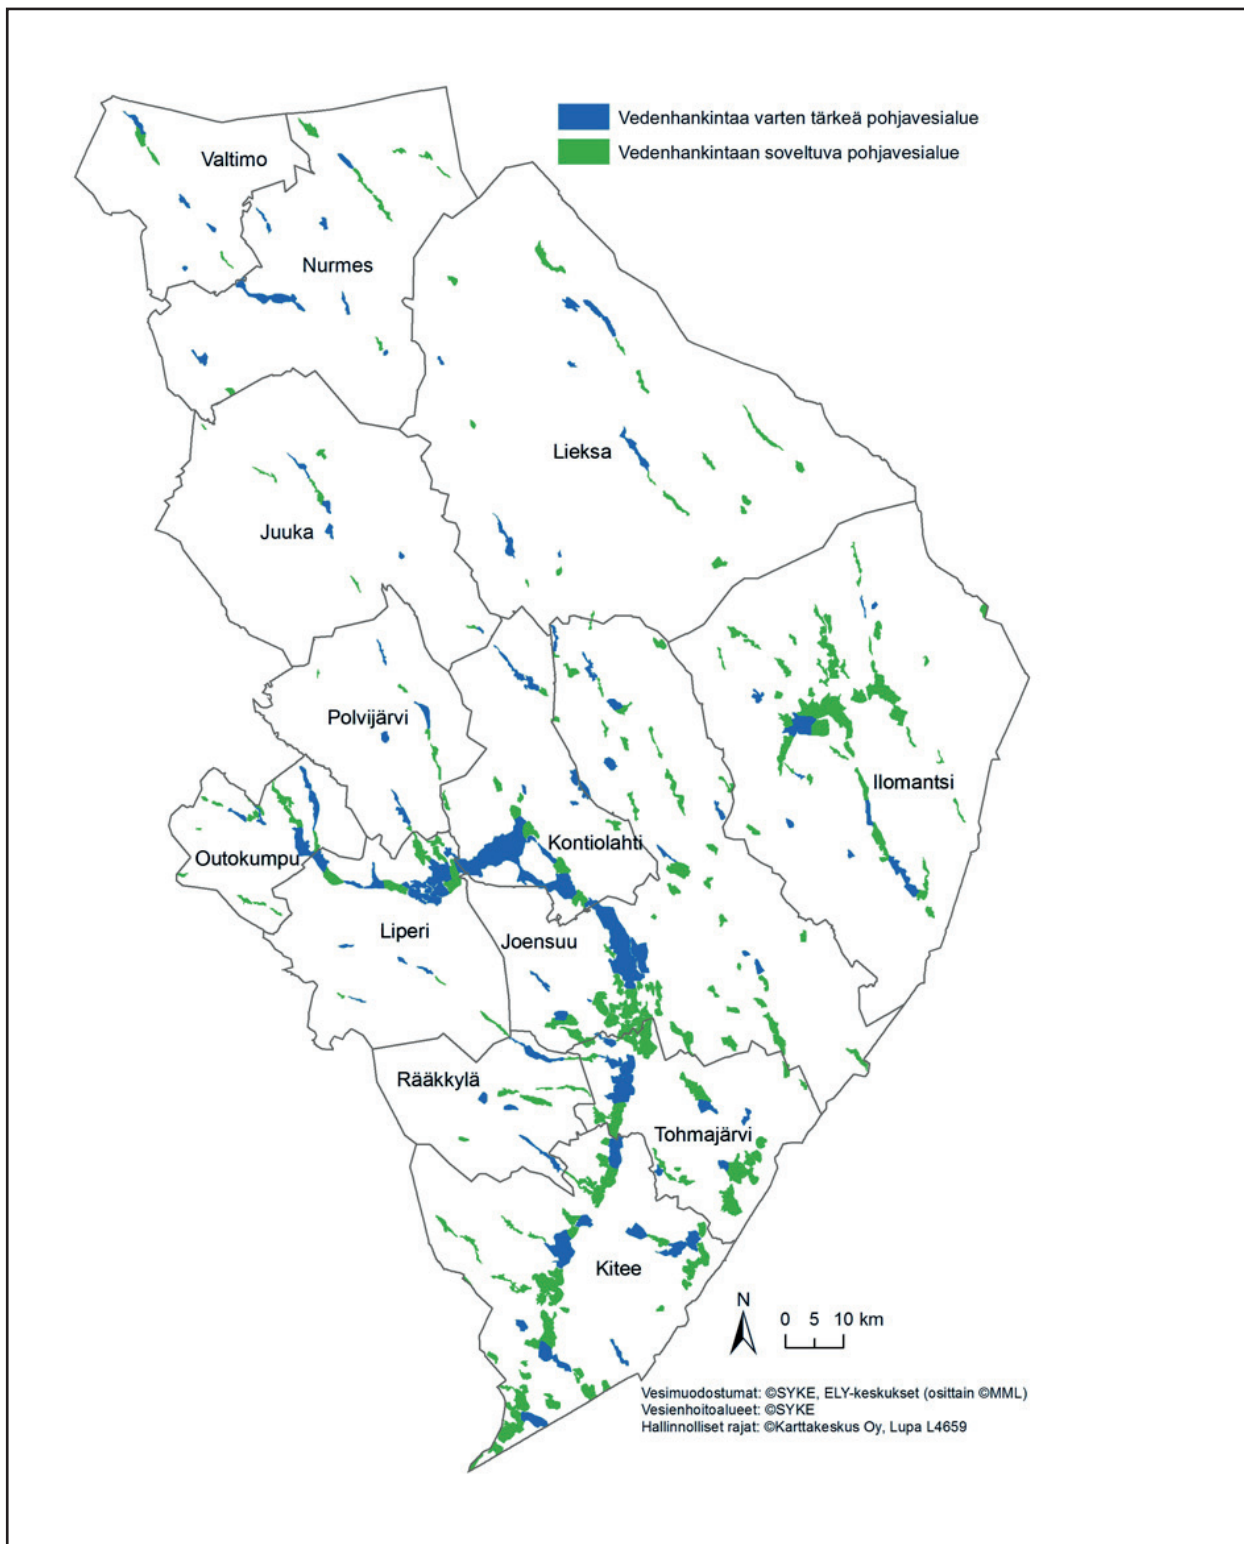 Vedenhankintaa varten tärkeä pohjavesialue
Vedenhankintaan soveltuva pohjavesialue
Valtimo
Nurmes
Lieksa
Juuka
Polvijärvi
Ilomantsi
Kontiolahti
Outokumpu
Liperi
Joensuu
Rääkkylä
Tohmajärvi
Kitee
N
0 5 10 km
Vesimuodostumat: ©SYKE, ELY-keskukset (osittain ©MML)
Vesienhoitoalueet: ©SYKE
Hallinnolliset rajat: ©Karttakeskus Oy, Lupa L4659